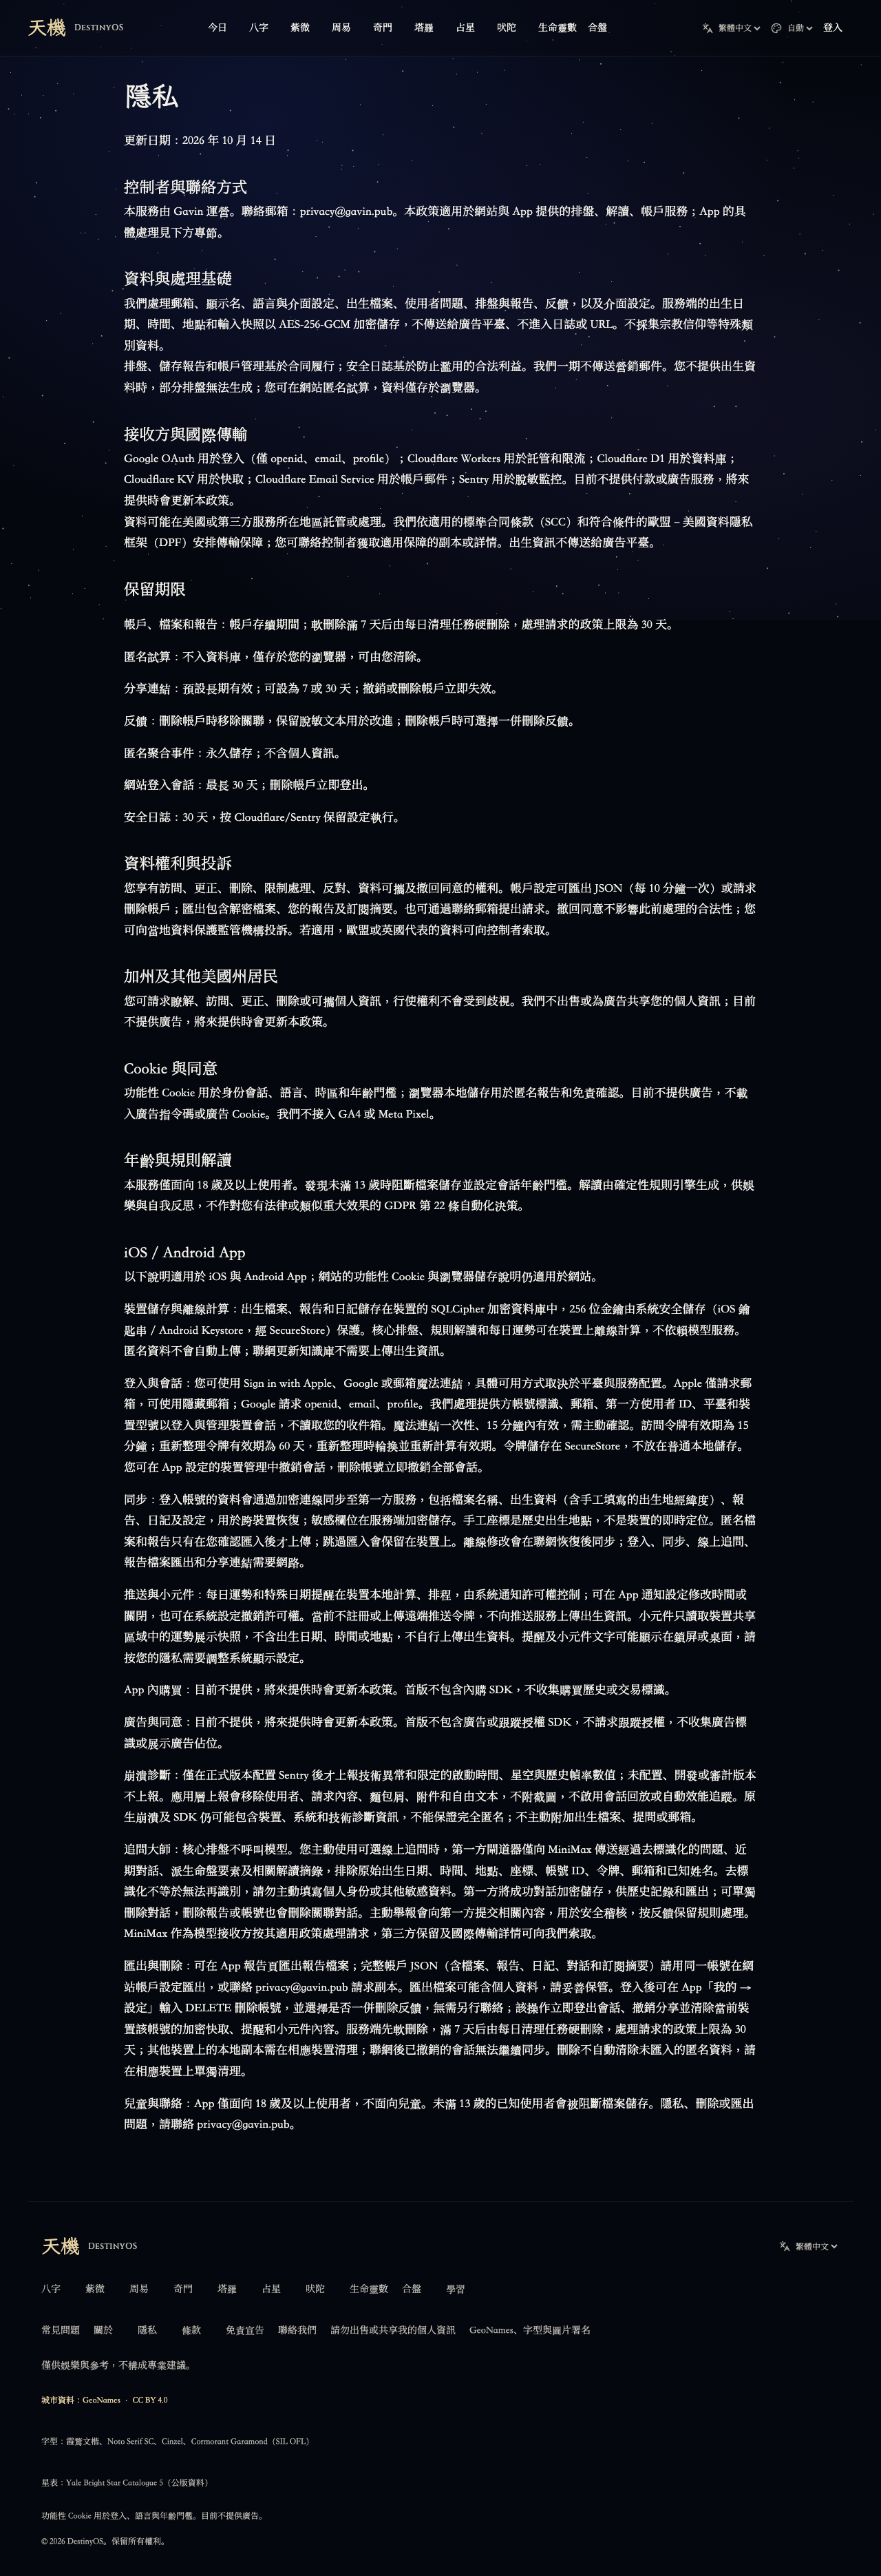 天機 DestinyOS 今日 八字 紫微 周易 奇門 塔羅 占星 吠陀 生命靈數 合盤 繁體中文 自動 登入
隱私
更新日期：2026 年 10 月 14 日
控制者與聯絡方式
本服務由 Gavin 運營。聯絡郵箱：privacy@gavin.pub。本政策適用於網站與 App 提供的排盤、解讀、帳戶服務；App 的具
體處理見下方專節。
資料與處理基礎
我們處理郵箱、顯示名、語言與介面設定、出生檔案、使用者問題、排盤與報告、反饋，以及介面設定。服務端的出生日
期、時間、地點和輸入快照以 AES-256-GCM 加密儲存，不傳送給廣告平臺、不進入日誌或 URL。不採集宗教信仰等特殊類
別資料。
排盤、儲存報告和帳戶管理基於合同履行；安全日誌基於防止濫用的合法利益。我們一期不傳送營銷郵件。您不提供出生資
料時，部分排盤無法生成；您可在網站匿名試算，資料僅存於瀏覽器。
接收方與國際傳輸
Google OAuth 用於登入（僅 openid、email、profile）；Cloudflare Workers 用於託管和限流；Cloudflare D1 用於資料庫；
Cloudflare KV 用於快取；Cloudflare Email Service 用於帳戶郵件；Sentry 用於脫敏監控。目前不提供付款或廣告服務，將來
提供時會更新本政策。
資料可能在美國或第三方服務所在地區託管或處理。我們依適用的標準合同條款（SCC）和符合條件的歐盟－美國資料隱私
框架（DPF）安排傳輸保障；您可聯絡控制者獲取適用保障的副本或詳情。出生資訊不傳送給廣告平臺。
保留期限
帳戶、檔案和報告：帳戶存續期間；軟刪除滿 7 天后由每日清理任務硬刪除，處理請求的政策上限為 30 天。
匿名試算：不入資料庫，僅存於您的瀏覽器，可由您清除。
分享連結：預設長期有效；可設為 7 或 30 天；撤銷或刪除帳戶立即失效。
反饋：刪除帳戶時移除關聯，保留脫敏文本用於改進；刪除帳戶時可選擇一併刪除反饋。
匿名聚合事件：永久儲存；不含個人資訊。
網站登入會話：最長 30 天；刪除帳戶立即登出。
安全日誌：30 天，按 Cloudflare/Sentry 保留設定執行。
資料權利與投訴
您享有訪問、更正、刪除、限制處理、反對、資料可攜及撤回同意的權利。帳戶設定可匯出 JSON（每 10 分鐘一次）或請求
刪除帳戶；匯出包含解密檔案、您的報告及訂閱摘要。也可通過聯絡郵箱提出請求。撤回同意不影響此前處理的合法性；您
可向當地資料保護監管機構投訴。若適用，歐盟或英國代表的資料可向控制者索取。
加州及其他美國州居民
您可請求瞭解、訪問、更正、刪除或可攜個人資訊，行使權利不會受到歧視。我們不出售或為廣告共享您的個人資訊；目前
不提供廣告，將來提供時會更新本政策。
Cookie 與同意
功能性 Cookie 用於身份會話、語言、時區和年齡門檻；瀏覽器本地儲存用於匿名報告和免責確認。目前不提供廣告，不載
入廣告指令碼或廣告 Cookie。我們不接入 GA4 或 Meta Pixel。
年齡與規則解讀
本服務僅面向 18 歲及以上使用者。發現未滿 13 歲時阻斷檔案儲存並設定會話年齡門檻。解讀由確定性規則引擎生成，供娛
樂與自我反思，不作對您有法律或類似重大效果的 GDPR 第 22 條自動化決策。
iOS / Android App
以下說明適用於 iOS 與 Android App；網站的功能性 Cookie 與瀏覽器儲存說明仍適用於網站。
裝置儲存與離線計算：出生檔案、報告和日記儲存在裝置的 SQLCipher 加密資料庫中，256 位金鑰由系統安全儲存（iOS 鑰
匙串 / Android Keystore，經 SecureStore）保護。核心排盤、規則解讀和每日運勢可在裝置上離線計算，不依賴模型服務。
匿名資料不會自動上傳；聯網更新知識庫不需要上傳出生資訊。
登入與會話：您可使用 Sign in with Apple、Google 或郵箱魔法連結，具體可用方式取決於平臺與服務配置。Apple 僅請求郵
箱，可使用隱藏郵箱；Google 請求 openid、email、profile。我們處理提供方帳號標識、郵箱、第一方使用者 ID、平臺和裝
置型號以登入與管理裝置會話，不讀取您的收件箱。魔法連結一次性、15 分鐘內有效，需主動確認。訪問令牌有效期為 15
分鐘；重新整理令牌有效期為 60 天，重新整理時輪換並重新計算有效期。令牌儲存在 SecureStore，不放在普通本地儲存。
您可在 App 設定的裝置管理中撤銷會話，刪除帳號立即撤銷全部會話。
同步：登入帳號的資料會通過加密連線同步至第一方服務，包括檔案名稱、出生資料（含手工填寫的出生地經緯度）、報
告、日記及設定，用於跨裝置恢復；敏感欄位在服務端加密儲存。手工座標是歷史出生地點，不是裝置的即時定位。匿名檔
案和報告只有在您確認匯入後才上傳；跳過匯入會保留在裝置上。離線修改會在聯網恢復後同步；登入、同步、線上追問、
報告檔案匯出和分享連結需要網路。
推送與小元件：每日運勢和特殊日期提醒在裝置本地計算、排程，由系統通知許可權控制；可在 App 通知設定修改時間或
關閉，也可在系統設定撤銷許可權。當前不註冊或上傳遠端推送令牌，不向推送服務上傳出生資訊。小元件只讀取裝置共享
區域中的運勢展示快照，不含出生日期、時間或地點，不自行上傳出生資料。提醒及小元件文字可能顯示在鎖屏或桌面，請
按您的隱私需要調整系統顯示設定。
App 內購買：目前不提供，將來提供時會更新本政策。首版不包含內購 SDK，不收集購買歷史或交易標識。
廣告與同意：目前不提供，將來提供時會更新本政策。首版不包含廣告或跟蹤授權 SDK，不請求跟蹤授權，不收集廣告標
識或展示廣告佔位。
崩潰診斷：僅在正式版本配置 Sentry 後才上報技術異常和限定的啟動時間、星空與歷史幀率數值；未配置、開發或審計版本
不上報。應用層上報會移除使用者、請求內容、麵包屑、附件和自由文本，不附截圖，不啟用會話回放或自動效能追蹤。原
生崩潰及 SDK 仍可能包含裝置、系統和技術診斷資訊，不能保證完全匿名；不主動附加出生檔案、提問或郵箱。
追問大師：核心排盤不呼叫模型。您主動使用可選線上追問時，第一方閘道器僅向 MiniMax 傳送經過去標識化的問題、近
期對話、派生命盤要素及相關解讀摘錄，排除原始出生日期、時間、地點、座標、帳號 ID、令牌、郵箱和已知姓名。去標
識化不等於無法再識別，請勿主動填寫個人身份或其他敏感資料。第一方將成功對話加密儲存，供歷史記錄和匯出；可單獨
刪除對話，刪除報告或帳號也會刪除關聯對話。主動舉報會向第一方提交相關內容，用於安全稽核，按反饋保留規則處理。
MiniMax 作為模型接收方按其適用政策處理請求，第三方保留及國際傳輸詳情可向我們索取。
匯出與刪除：可在 App 報告頁匯出報告檔案；完整帳戶 JSON（含檔案、報告、日記、對話和訂閱摘要）請用同一帳號在網
站帳戶設定匯出，或聯絡 privacy@gavin.pub 請求副本。匯出檔案可能含個人資料，請妥善保管。登入後可在 App「我的 →
設定」輸入 DELETE 刪除帳號，並選擇是否一併刪除反饋，無需另行聯絡；該操作立即登出會話、撤銷分享並清除當前裝
置該帳號的加密快取、提醒和小元件內容。服務端先軟刪除，滿 7 天后由每日清理任務硬刪除，處理請求的政策上限為 30
天；其他裝置上的本地副本需在相應裝置清理；聯網後已撤銷的會話無法繼續同步。刪除不自動清除未匯入的匿名資料，請
在相應裝置上單獨清理。
兒童與聯絡：App 僅面向 18 歲及以上使用者，不面向兒童。未滿 13 歲的已知使用者會被阻斷檔案儲存。隱私、刪除或匯出
問題，請聯絡 privacy@gavin.pub。
天機 DestinyOS 繁體中文
八字 紫微 周易 奇門 塔羅 占星 吠陀 生命靈數 合盤 學習
常見問題 關於 隱私 條款 免責宣告 聯絡我們 請勿出售或共享我的個人資訊 GeoNames、字型與圖片署名
僅供娛樂與參考，不構成專業建議。
城市資料：GeoNames · CC BY 4.0
字型：霞鶩文楷、Noto Serif SC、Cinzel、Cormorant Garamond（SIL OFL）
星表：Yale Bright Star Catalogue 5（公版資料）
功能性 Cookie 用於登入、語言與年齡門檻。目前不提供廣告。
© 2026 DestinyOS。保留所有權利。